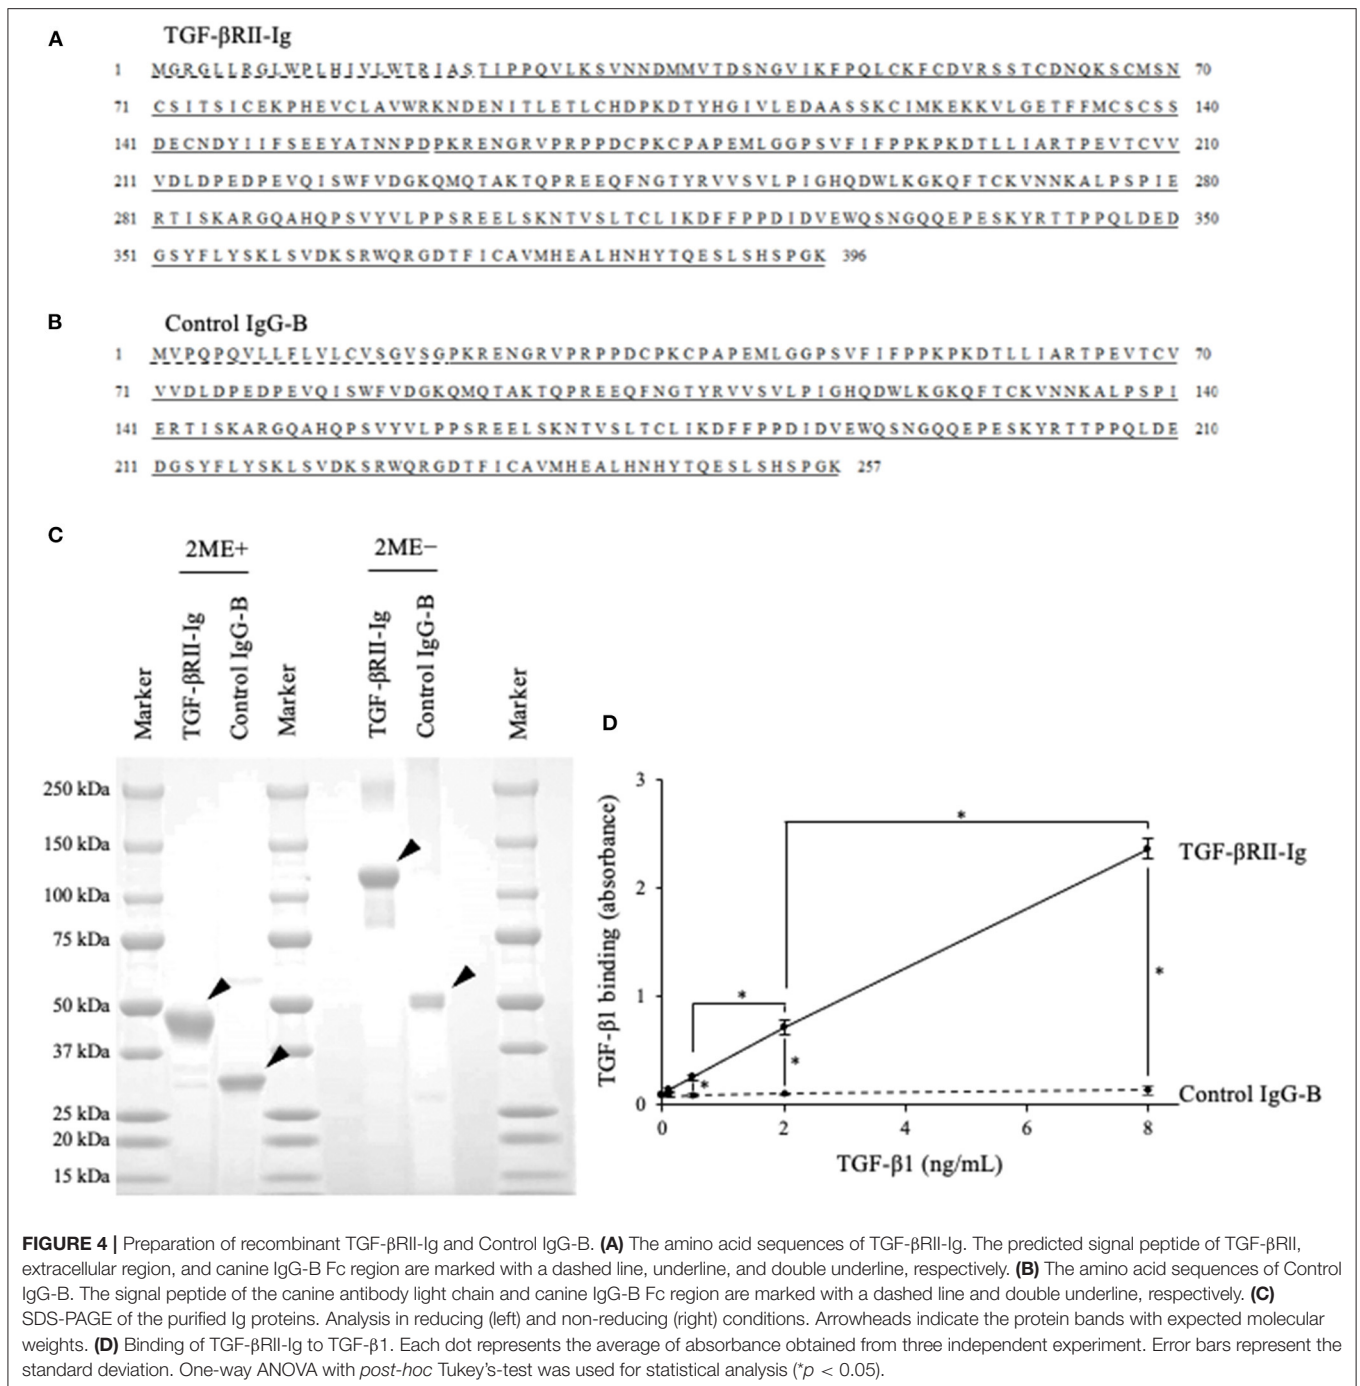 A
TGF-βRII-Ig
1 MGRGLLRGLWPLHIVLWTRIASTIPPQVLKSVNNDMMVTDSNGVIKFPQLCKFCDVRSSTCDNQKSCMSN 70
71 CSITSICEKPHEVCLAVWRKNDENITLETLCHDPKDTYHGIVLEDAASSKCIMKEKKVLGETFFMCSCSS 140
141 DECNDYIIFSEEYATNNPDPKRENGRVPRPPDCPKCPAPEMLGGPSVFIFPPKPKDTLLIARTPEVTCVV 210
211 VDLDPEDPEVQISWFVDGKQMQTAKTQPREEQFNGTYRVVSVLPIGHQDWLKGKQFTCKVNNKALPSPIE 280
281 RTISKARGQAHQPSVYVLPPSREELSKNTVSLTCLIKDFFPPDIDVEWQSNGQQEPESKYRTTPPQLDED 350
351 GSYFLYSKLSVDKSRWQRGDTFICAVMHEALHNHYTQESLSHSPGK 396
B
Control IgG-B
1 MVPQPQVLLFLVLCVSGVSGPKRENGRVPRPPDCPKCPAPEMLGGPSVFIFPPKPKDTLLIARTPEVTCV 70
71 VVDLDPEDPEVQISWFVDGKQMQTAKTQPREEQFNGTYRVVSVLPIGHQDWLKGKQFTCKVNNKALPSPI 140
141 ERTISKARGQAHQPSVYVLPPSREELSKNTVSLTCLIKDFFPPDIDVEWQSNGQQEPESKYRTTPPQLDE 210
211 DGSYFLYSKLSVDKSRWQRGDTFICAVMHEALHNHYTQESLSHSPGK 257
C
2ME+
2ME−
Marker
TGF-βRII-Ig
Control IgG-B
Marker
TGF-βRII-Ig
Control IgG-B
Marker
250 kDa
150 kDa
100 kDa
75 kDa
50 kDa
37 kDa
25 kDa
20 kDa
15 kDa
D
TGF-β1 binding (absorbance)
3
2
1
0
*
*
*
*
*
TGF-βRII-Ig
Control IgG-B
0 2 4 6 8
TGF-β1 (ng/mL)
FIGURE 4 | Preparation of recombinant TGF-βRII-Ig and Control IgG-B. (A) The amino acid sequences of TGF-βRII-Ig. The predicted signal peptide of TGF-βRII,
extracellular region, and canine IgG-B Fc region are marked with a dashed line, underline, and double underline, respectively. (B) The amino acid sequences of Control
IgG-B. The signal peptide of the canine antibody light chain and canine IgG-B Fc region are marked with a dashed line and double underline, respectively. (C)
SDS-PAGE of the purified Ig proteins. Analysis in reducing (left) and non-reducing (right) conditions. Arrowheads indicate the protein bands with expected molecular
weights. (D) Binding of TGF-βRII-Ig to TGF-β1. Each dot represents the average of absorbance obtained from three independent experiment. Error bars represent the
standard deviation. One-way ANOVA with post-hoc Tukey's-test was used for statistical analysis (*p < 0.05).